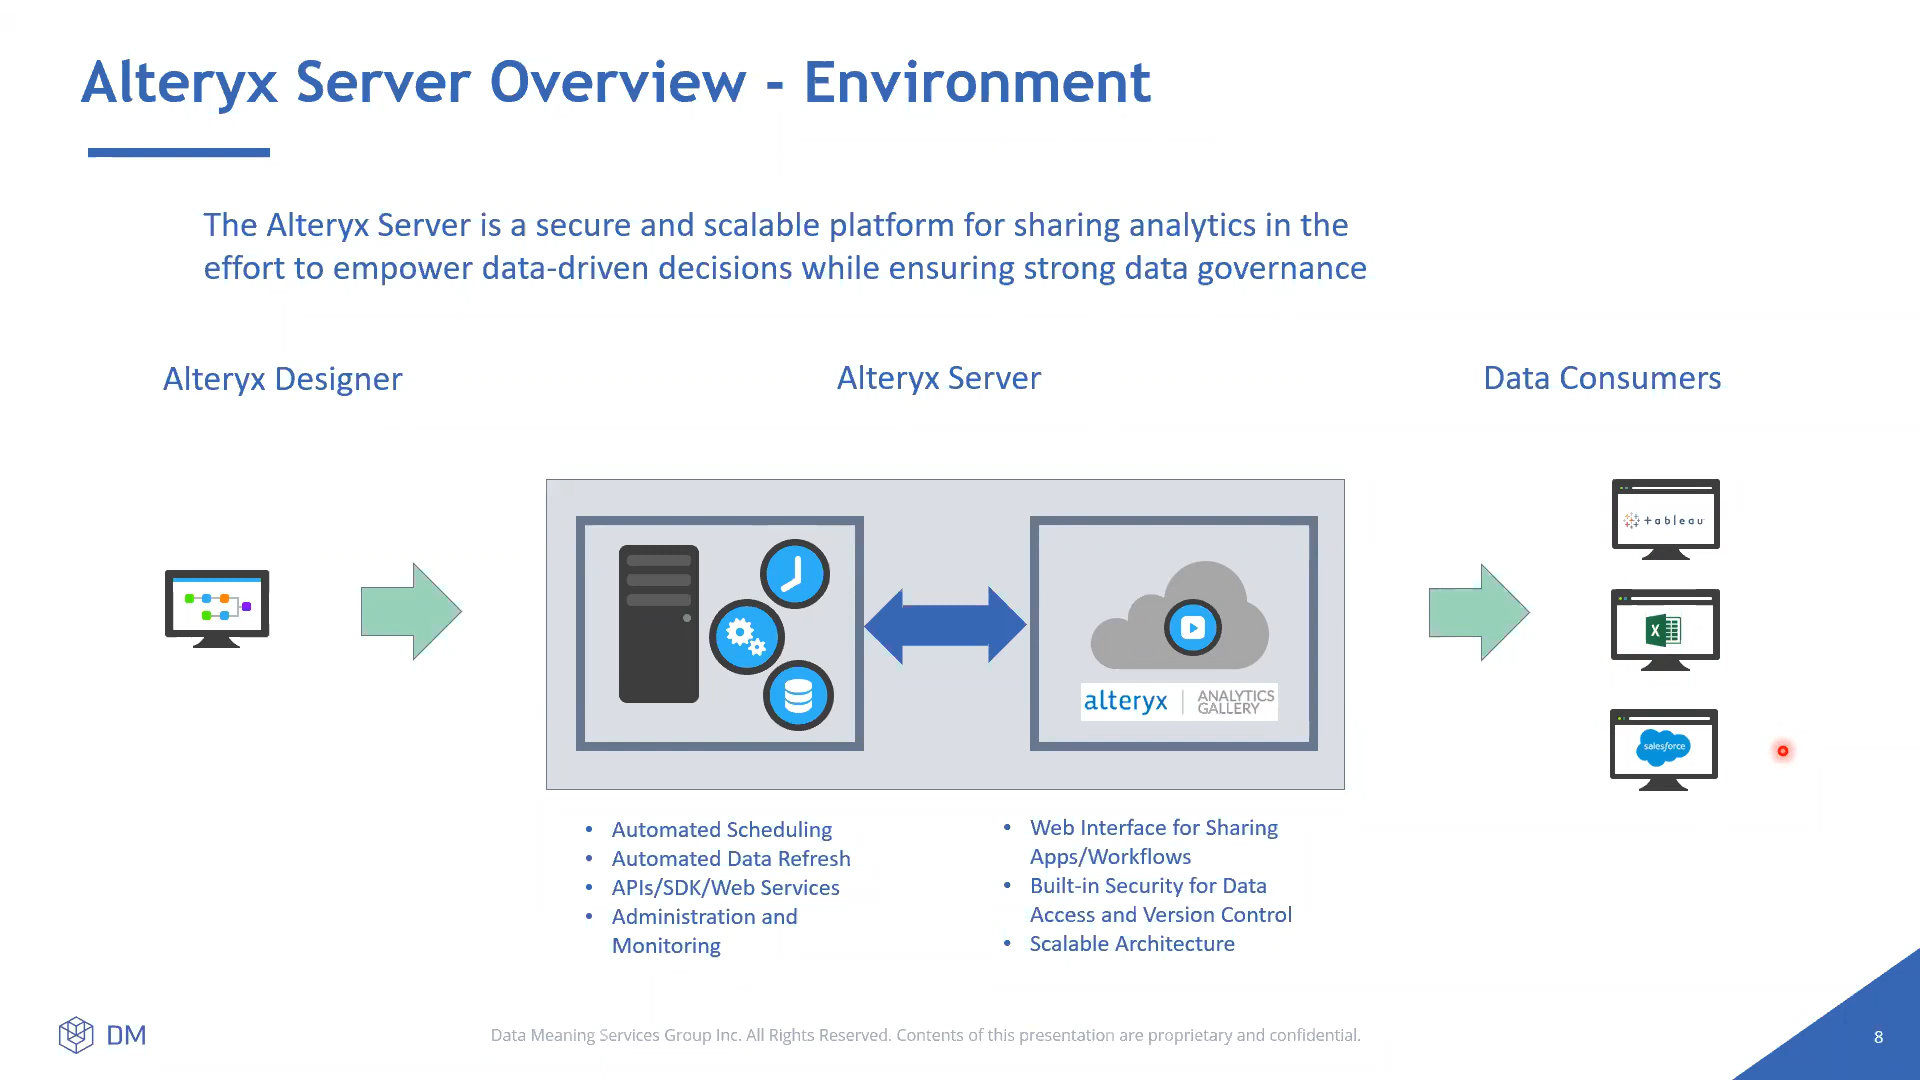 Alteryx Server Overview - Environment
The Alteryx Server is a secure and scalable platform for sharing analytics in the
effort to empower data-driven decisions while ensuring strong data governance
Alteryx Designer
Alteryx Server
Data Consumers
+ableau
X
salesforce
alteryx | ANALYTICS
GALLERY
• Automated Scheduling
• Automated Data Refresh
• APIs/SDK/Web Services
• Administration and
Monitoring
• Web Interface for Sharing
Apps/Workflows
• Built-in Security for Data
Access and Version Control
• Scalable Architecture
DM
Data Meaning Services Group Inc. All Rights Reserved. Contents of this presentation are proprietary and confidential.
8